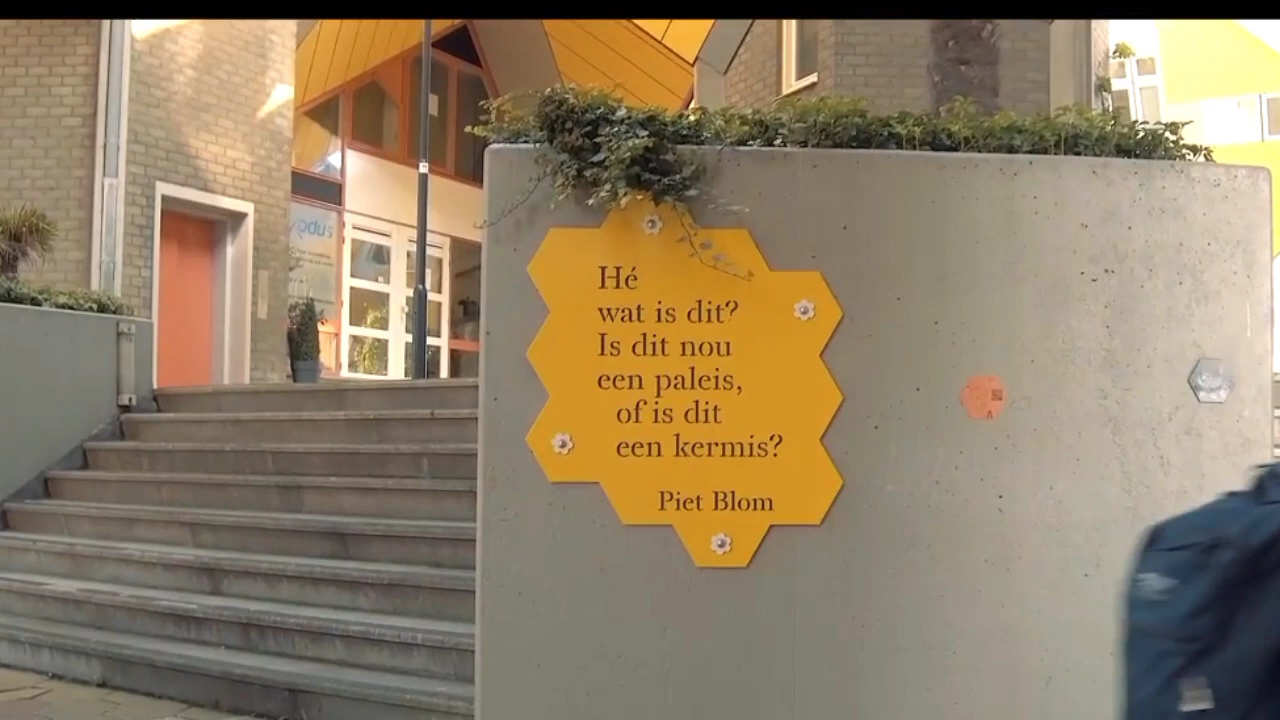 Hé
wat is dit?
Is dit nou
een paleis,
of is dit
een kermis?
Piet Blom